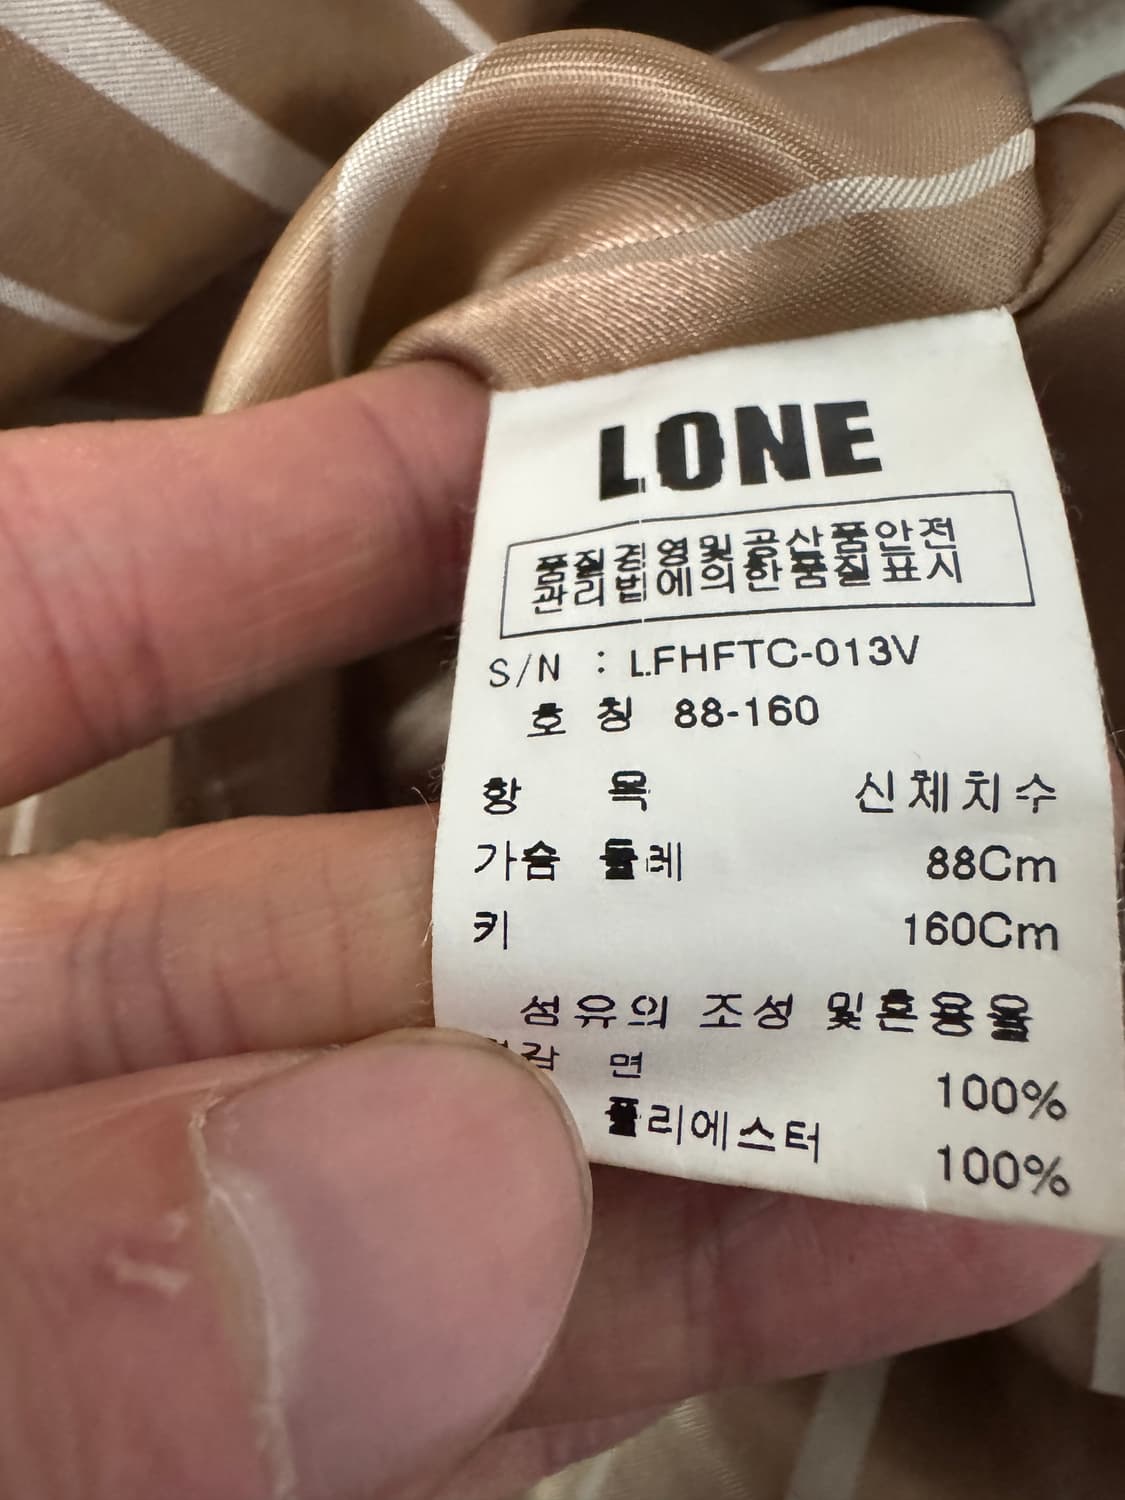 LONE
품질경영및공산품안전
관리법에의한품질표시
S/N : LFHFTC-013V
호 칭 88-160
항 목 신체치수
가슴 둘레 88Cm
키 160Cm
섬유의 조성 및혼용율
면 100%
폴리에스터 100%